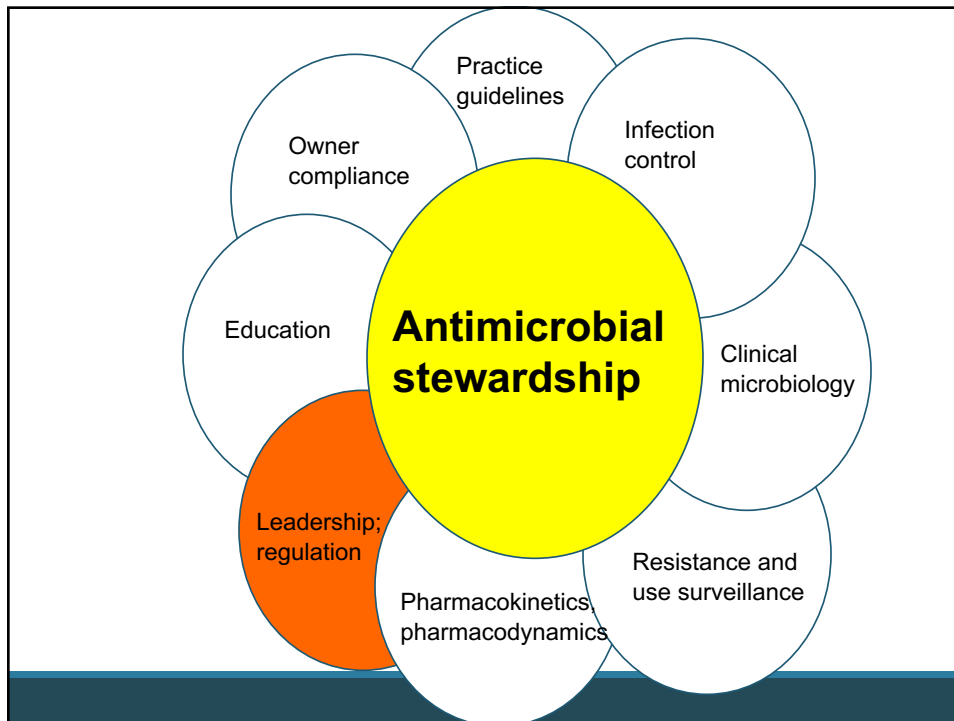 Practice
guidelines
Infection
control
Owner
compliance
Education
Antimicrobial
stewardship
Clinical
microbiology
Leadership;
regulation
Pharmacokinetics,
pharmacodynamics
Resistance and
use surveillance